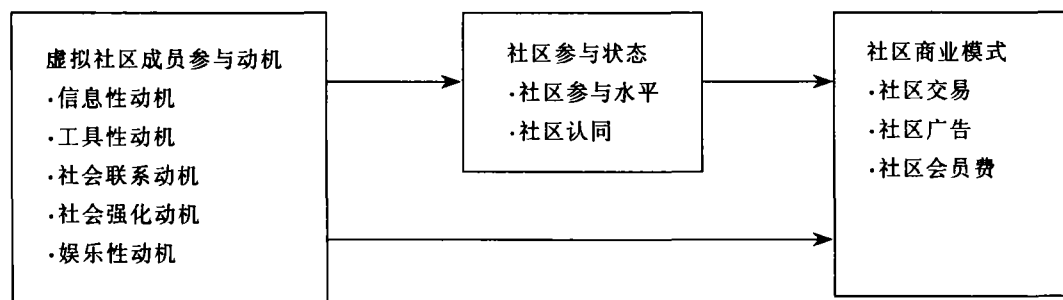 虚拟社区成员参与动机
·信息性动机
·工具性动机
·社会联系动机
·社会强化动机
·娱乐性动机
社区参与状态
·社区参与水平
·社区认同
社区商业模式
·社区交易
·社区广告
·社区会员费